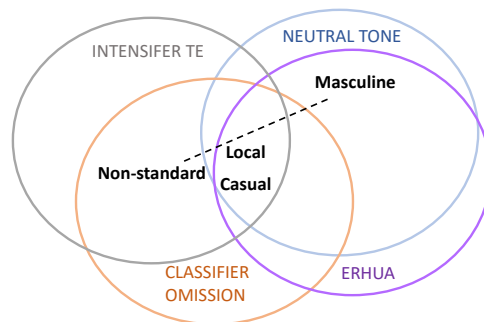 NEUTRAL TONE
INTENSIFER TE
Masculine
Local
Non-standard
Casual
CLASSIFIER
OMISSION
ERHUA